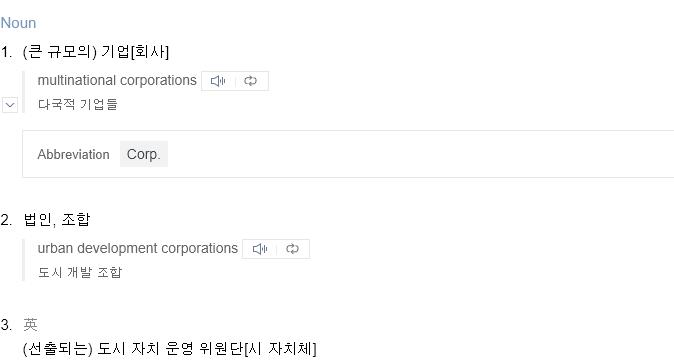 Noun
1. (큰 규모의) 기업[회사]
multinational corporations
다국적 기업들
Abbreviation Corp.
2. 법인, 조합
urban development corporations
도시 개발 조합
3. 英
(선출되는) 도시 자치 운영 위원단[시 자치체]